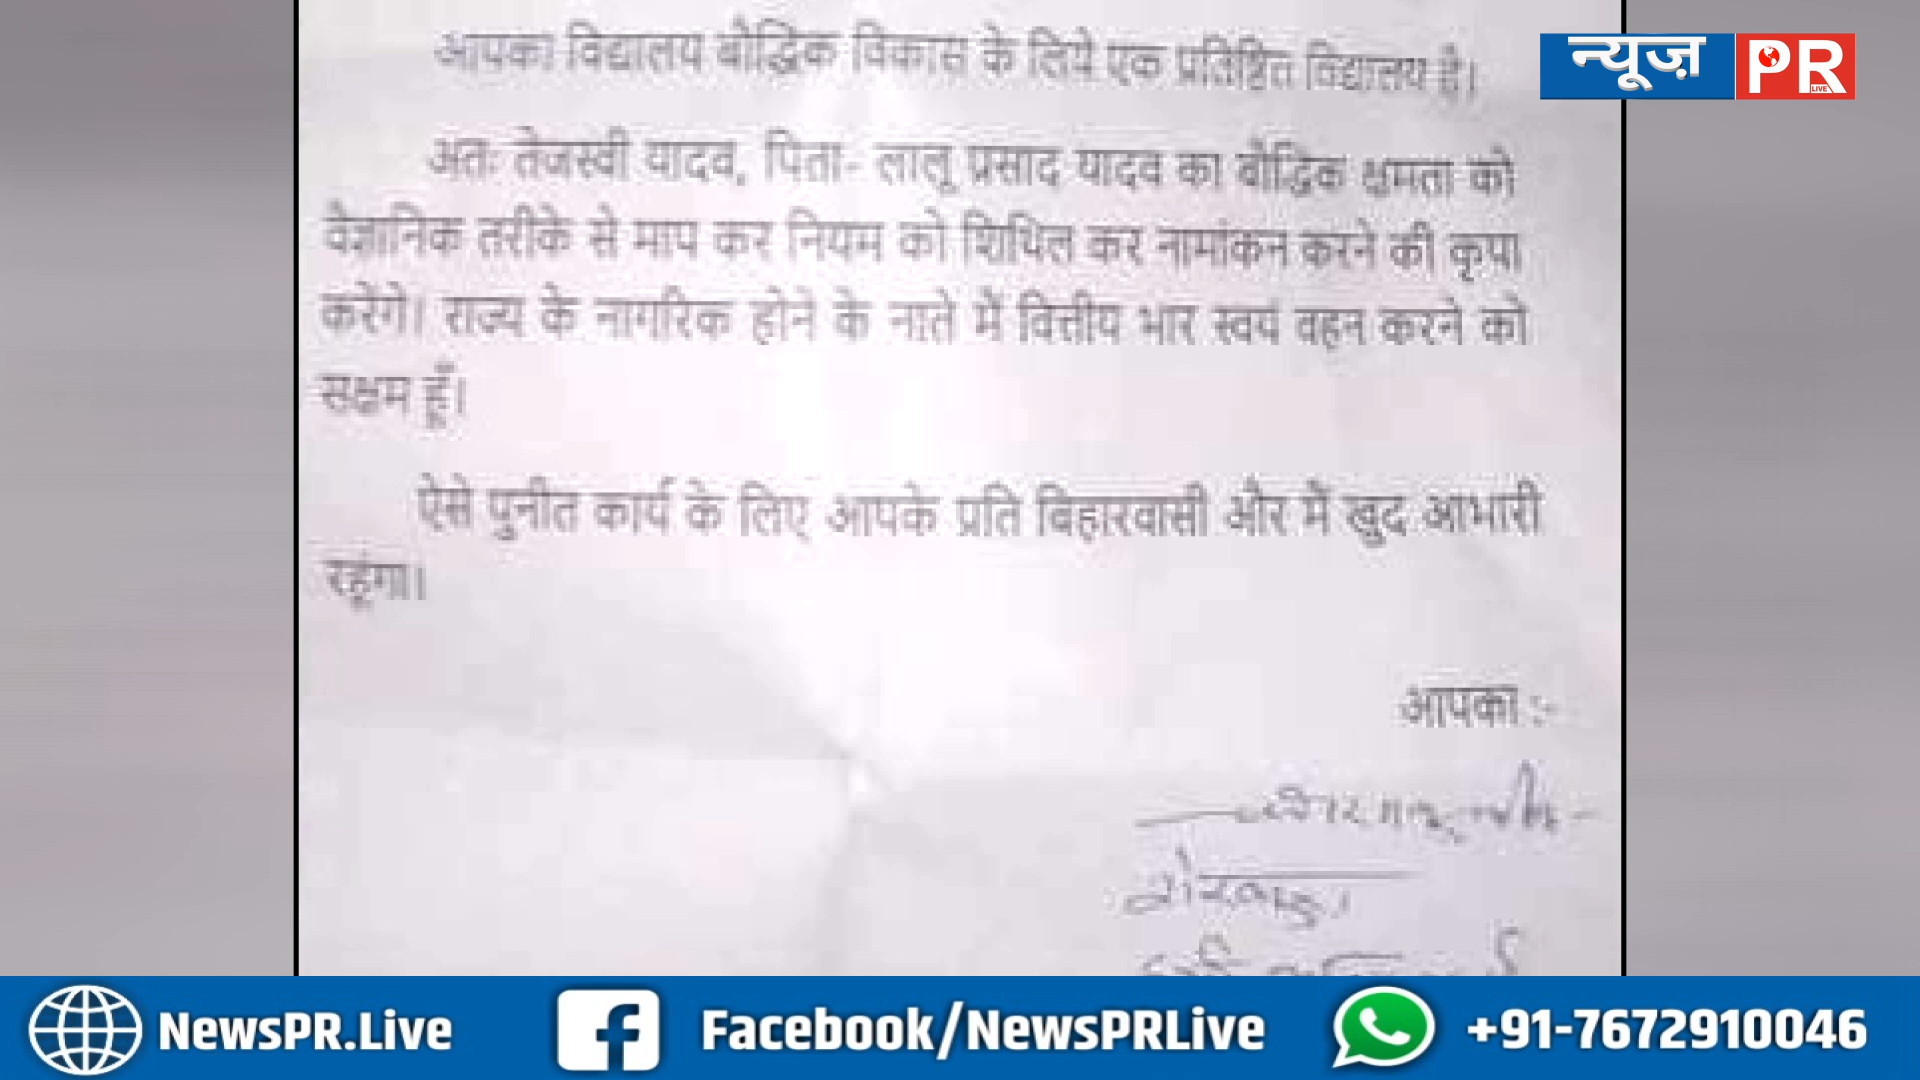 आपका विद्यालय बौद्धिक विकास के लिये एक प्रतिष्ठित विद्यालय है।
न्यूज़ PR
LIVE
अतः तेजस्वी यादव, पिता- लालू प्रसाद यादव का बौद्धिक क्षमता को
वैज्ञानिक तरीके से माप कर नियम को शिथिल कर नामांकन करने की कृपा
करेंगे। राज्य के नागरिक होने के नाते में वित्तीय भार स्वयं वहन करने को
सक्षम हूँ।
ऐसे पुनीत कार्य के लिए आपके प्रति बिहारवासी और में खुद आभारी
रहूंगा।
आपका :-
NewsPR.Live
Facebook/NewsPRLive
+91-7672910046